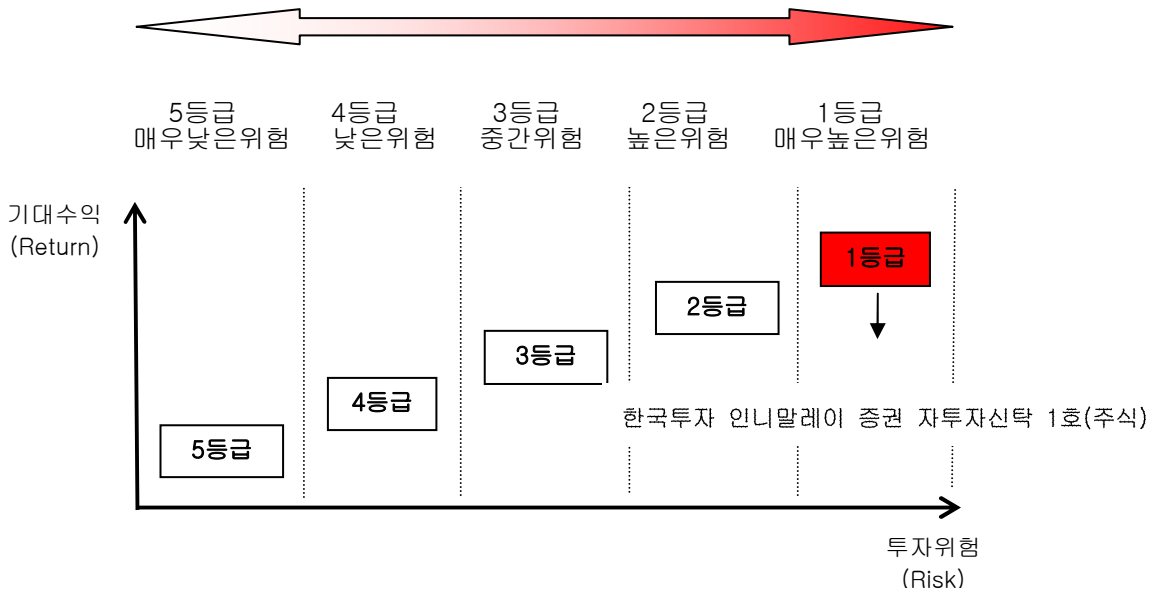 5등급 4등급 3등급 2등급 1등급
매우낮은위험 낮은위험 중간위험 높은위험 매우높은위험
기대수익
(Return)
1등급
2등급
3등급
4등급
한국투자 인니말레이 증권 자투자신탁 1호(주식)
5등급
투자위험
(Risk)